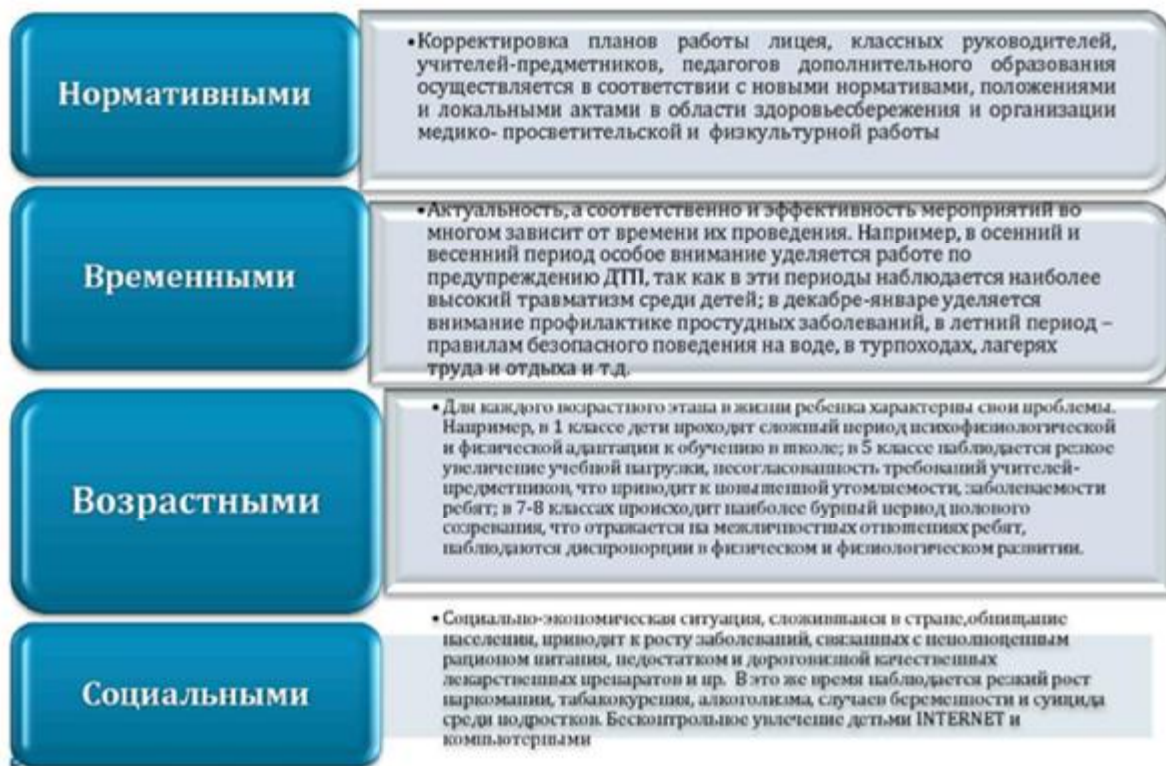 Нормативными
•Корректировка планов работы лицея, классных руководителей,
учителей-предметников, педагогов дополнительного образования
осуществляется в соответствии с новыми нормативами, положениями
и локальными актами в области здоровьесбережения и организации
медико- просветительской и физкультурной работы
Временными
•Актуальность, а соответственно и эффективность мероприятий во
многом зависит от времени их проведения. Например, в осенний и
весенний период особое внимание уделяется работе по
предупреждению ДТП, так как в эти периоды наблюдается наиболее
высокий травматизм среди детей; в декабре-январе уделяется
внимание профилактике простудных заболеваний, в летний период –
правилам безопасного поведения на воде, в турпоходах, лагерях
труда и отдыха и т.д.
Возрастными
•Для каждого возрастного этапа в жизни ребенка характерны свои проблемы.
Например, в 1 классе дети проходят сложный период психофизиологической
и физической адаптации к обучению в школе; в 5 классе наблюдается резкое
увеличение учебной нагрузки, несогласованность требований учителей-
предметников, что приводит к повышенной утомляемости, заболеваемости
ребят; в 7-8 классах происходит наиболее бурный период полового
созревания, что отражается на межличностных отношениях ребят,
наблюдаются диспропорции в физическом и физиологическом развитии.
Социальными
•Социально-экономическая ситуация, сложившаяся в стране,обнищание
населения, приводят к росту заболеваний, связанных с неполноценным
рационом питания, недостатком и дороговизной качественных
лекарственных препаратов и пр. В это же время наблюдается резкий рост
наркомании, табакокурения, алкоголизма, случаев беременности и суицида
среди подростков. Бесконтрольное увлечение детьми INTERNET и
компьютерными